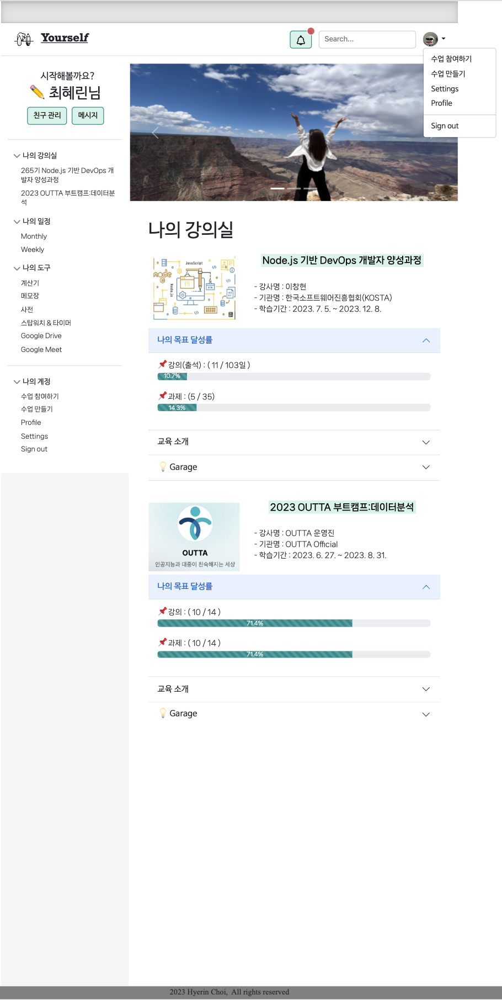 Yourself
Search...
수업 참여하기
수업 만들기
Settings
Profile
Sign out
시작해볼까요?
✏️ 최혜린님
친구 관리
메시지
나의 강의실
265기 Node.js 기반 DevOps 개
발자 양성과정
2023 OUTTA 부트캠프:데이터분
석
나의 일정
Monthly
Weekly
나의 도구
계산기
메모장
사전
스탑워치 & 타이머
Google Drive
Google Meet
나의 계정
수업 참여하기
수업 만들기
Profile
Settings
Sign out
나의 강의실
JavaScript
node
Node.js
HTML
Node.js 기반 DevOps 개발자 양성과정
- 강사명 : 이창현
- 기관명 : 한국소프트웨어진흥협회(KOSTA)
- 학습기간 : 2023. 7. 5. ~ 2023. 12. 8.
나의 목표 달성률
📌강의(출석) : ( 11 / 103일 )
10.7%
📌과제 : (5 / 35)
14.3%
교육 소개
💡 Garage
OUTTA
인공지능과 대중이 친숙해지는 세상
2023 OUTTA 부트캠프:데이터분석
- 강사명 : OUTTA 운영진
- 기관명 : OUTTA Official
- 학습기간 : 2023. 6. 27. ~ 2023. 8. 31.
나의 목표 달성률
📌강의 : ( 10 / 14 )
71.4%
📌과제 : ( 10 / 14 )
71.4%
교육 소개
💡 Garage
2023 Hyerin Choi,  All rights reserved